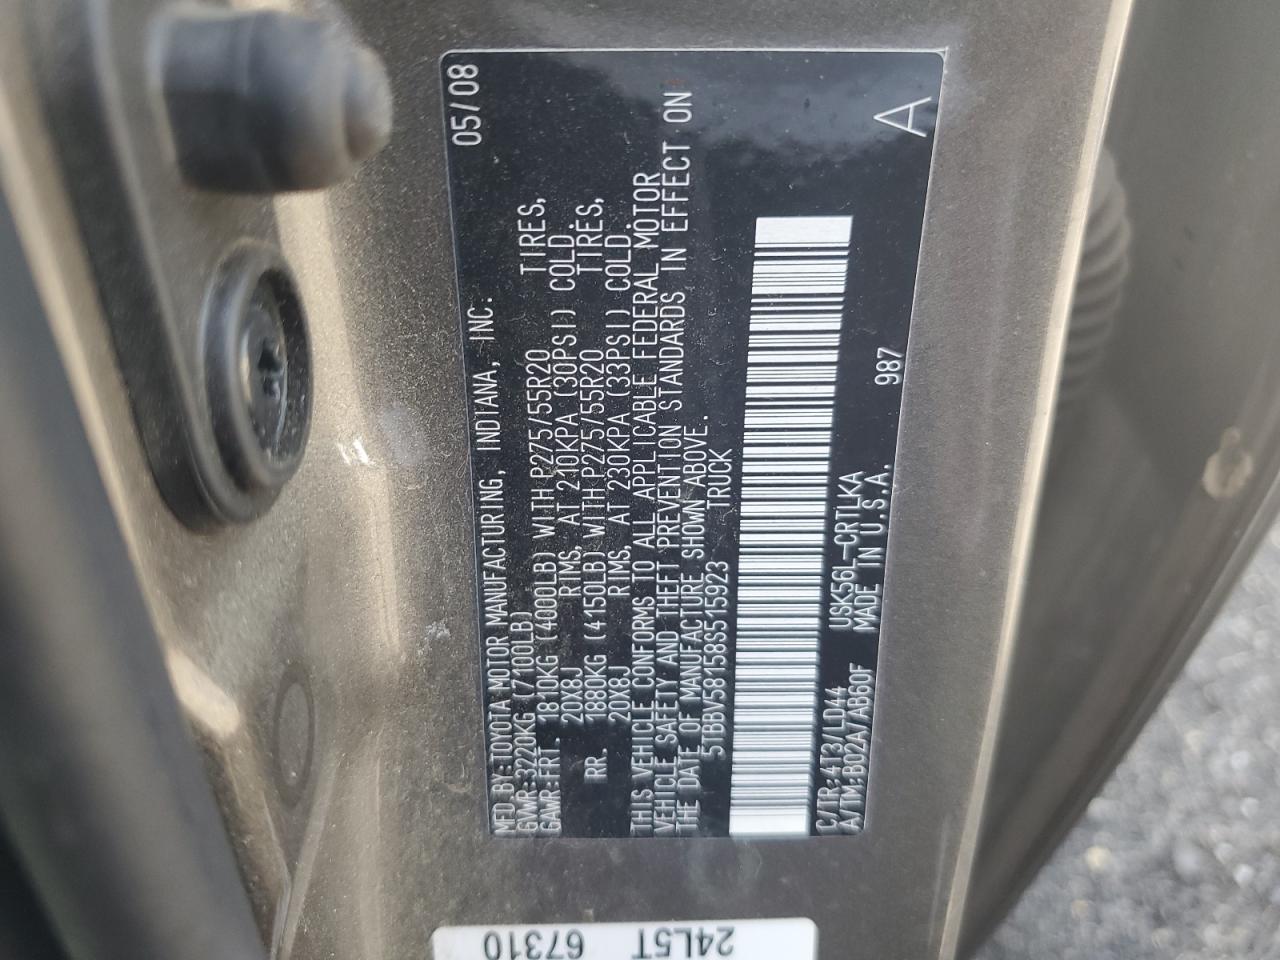 MFD BY:TOYOTA MOTOR MANUFACTURING, INDIANA, INC. 05/08
GVWR:3220KG (7100LB)
GAWR:FRT. 1810KG (4000LB) WITH P275/55R20 TIRES,
20X8J RIMS, AT 210KPA (30PSI) COLD.
RR. 1880KG (4150LB) WITH P275/55R20 TIRES,
20X8J RIMS, AT 230KPA (33PSI) COLD.
THIS VEHICLE CONFORMS TO ALL APPLICABLE FEDERAL MOTOR
VEHICLE SAFETY AND THEFT PREVENTION STANDARDS IN EFFECT ON
THE DATE OF MANUFACTURE SHOWN ABOVE.
5TBBV58158S515923 TRUCK
C/TR:4T3/LD44 USK56L-CRTLKA
A/TM:B02A/AB60F MADE IN U.S.A. 987
A
24L5T
67310